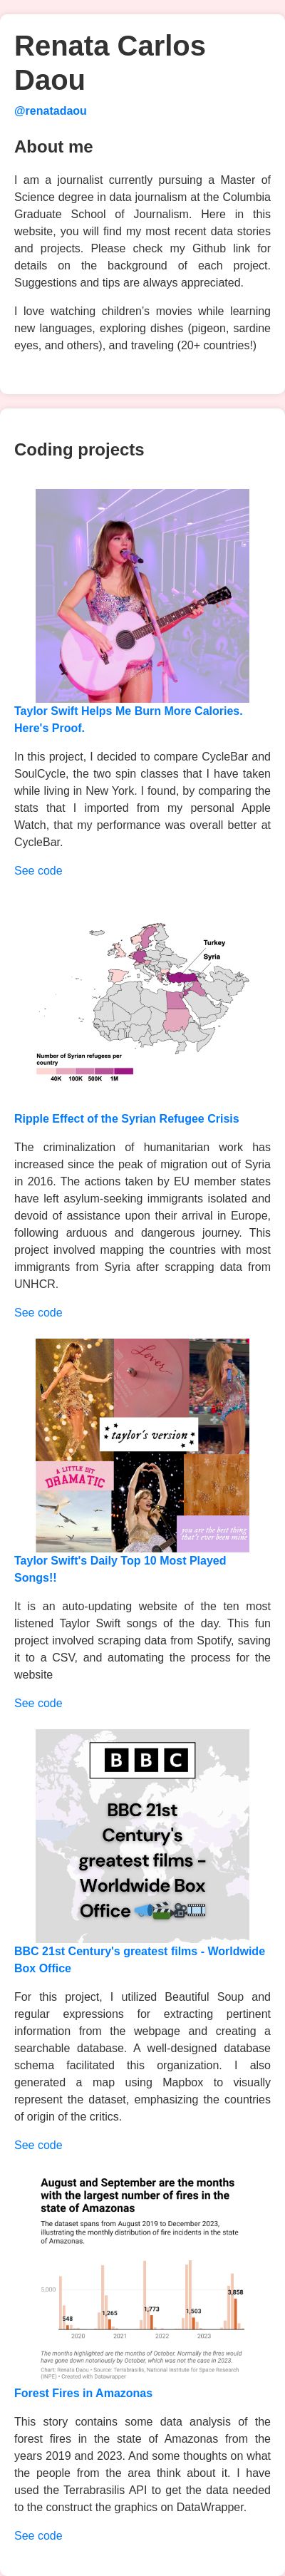 Renata Carlos
Daou
@renatadaou
About me
I am a journalist currently pursuing a Master of
Science degree in data journalism at the Columbia
Graduate School of Journalism. Here in this
website, you will find my most recent data stories
and projects. Please check my Github link for
details on the background of each project.
Suggestions and tips are always appreciated.
I love watching children's movies while learning
new languages, exploring dishes (pigeon, sardine
eyes, and others), and traveling (20+ countries!)
Coding projects
Taylor Swift Helps Me Burn More Calories.
Here's Proof.
In this project, I decided to compare CycleBar and
SoulCycle, the two spin classes that I have taken
while living in New York. I found, by comparing the
stats that I imported from my personal Apple
Watch, that my performance was overall better at
CycleBar.
See code
Turkey
Syria
Number of Syrian refugees per
country
40K 100K 500K 1M
Ripple Effect of the Syrian Refugee Crisis
The criminalization of humanitarian work has
increased since the peak of migration out of Syria
in 2016. The actions taken by EU member states
have left asylum-seeking immigrants isolated and
devoid of assistance upon their arrival in Europe,
following arduous and dangerous journey. This
project involved mapping the countries with most
immigrants from Syria after scrapping data from
UNHCR.
See code
Lover
taylor's version
A LITTLE BIT
DRAMATIC
you are the best thing
that's ever been mine
Taylor Swift's Daily Top 10 Most Played
Songs!!
It is an auto-updating website of the ten most
listened Taylor Swift songs of the day. This fun
project involved scraping data from Spotify, saving
it to a CSV, and automating the process for the
website
See code
BBC
BBC 21st
Century's
greatest films -
Worldwide Box
Office
BBC 21st Century's greatest films - Worldwide
Box Office
For this project, I utilized Beautiful Soup and
regular expressions for extracting pertinent
information from the webpage and creating a
searchable database. A well-designed database
schema facilitated this organization. I also
generated a map using Mapbox to visually
represent the dataset, emphasizing the countries
of origin of the critics.
See code
August and September are the months
with the largest number of fires in the
state of Amazonas
The dataset spans from August 2019 to December 2023,
illustrating the monthly distribution of fire incidents in the state
of Amazonas.
5,000
548
1,265
1,773
1,503
3,858
2020 2021 2022 2023
The months highlighted are the months of October. Normally the fires would
have gone down notoriously by October, which was not the case in 2023.
Chart: Renata Daou • Source: Terrabrasilis, National Institute for Space Research
(INPE) • Created with Datawrapper
Forest Fires in Amazonas
This story contains some data analysis of the
forest fires in the state of Amazon from the
years 2019 and 2023. And some thoughts on what
the people from the area think about it. I have
used the Terrabrasilis API to get the data needed
to the construct the graphics on DataWrapper.
See code